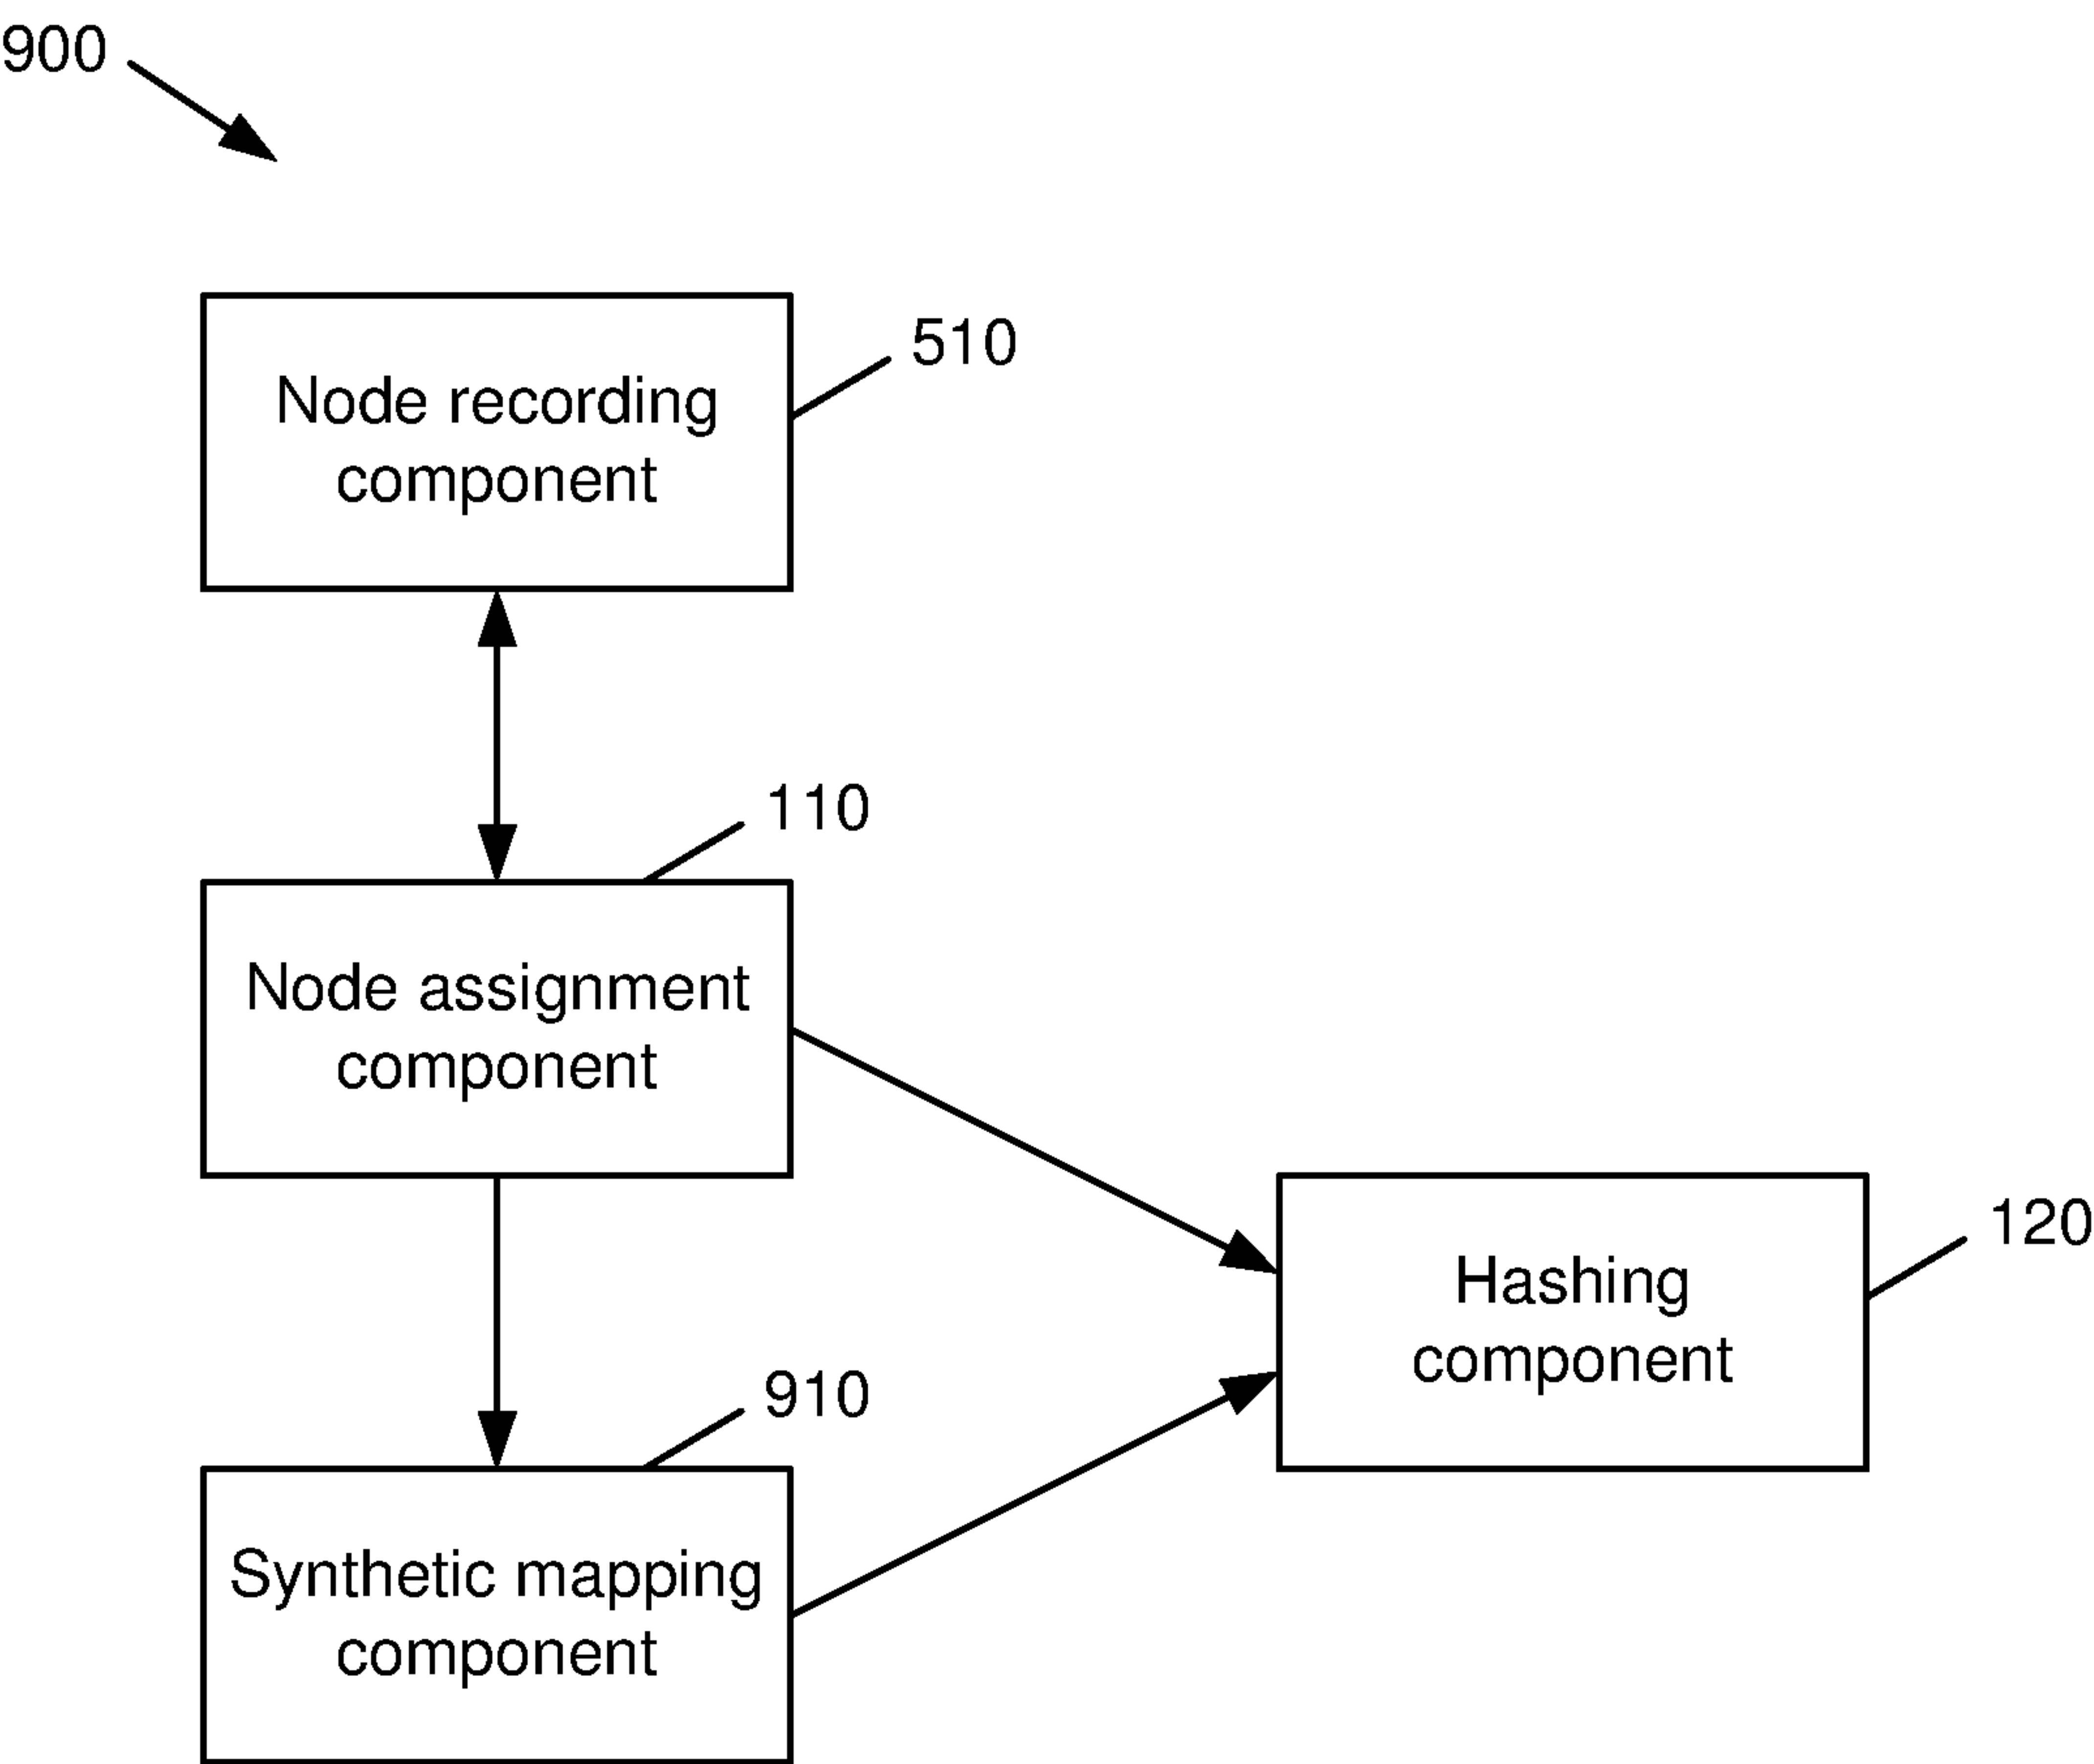 900
510
Node recording
component
110
Node assignment
component
120
Hashing
component
910
Synthetic mapping
component